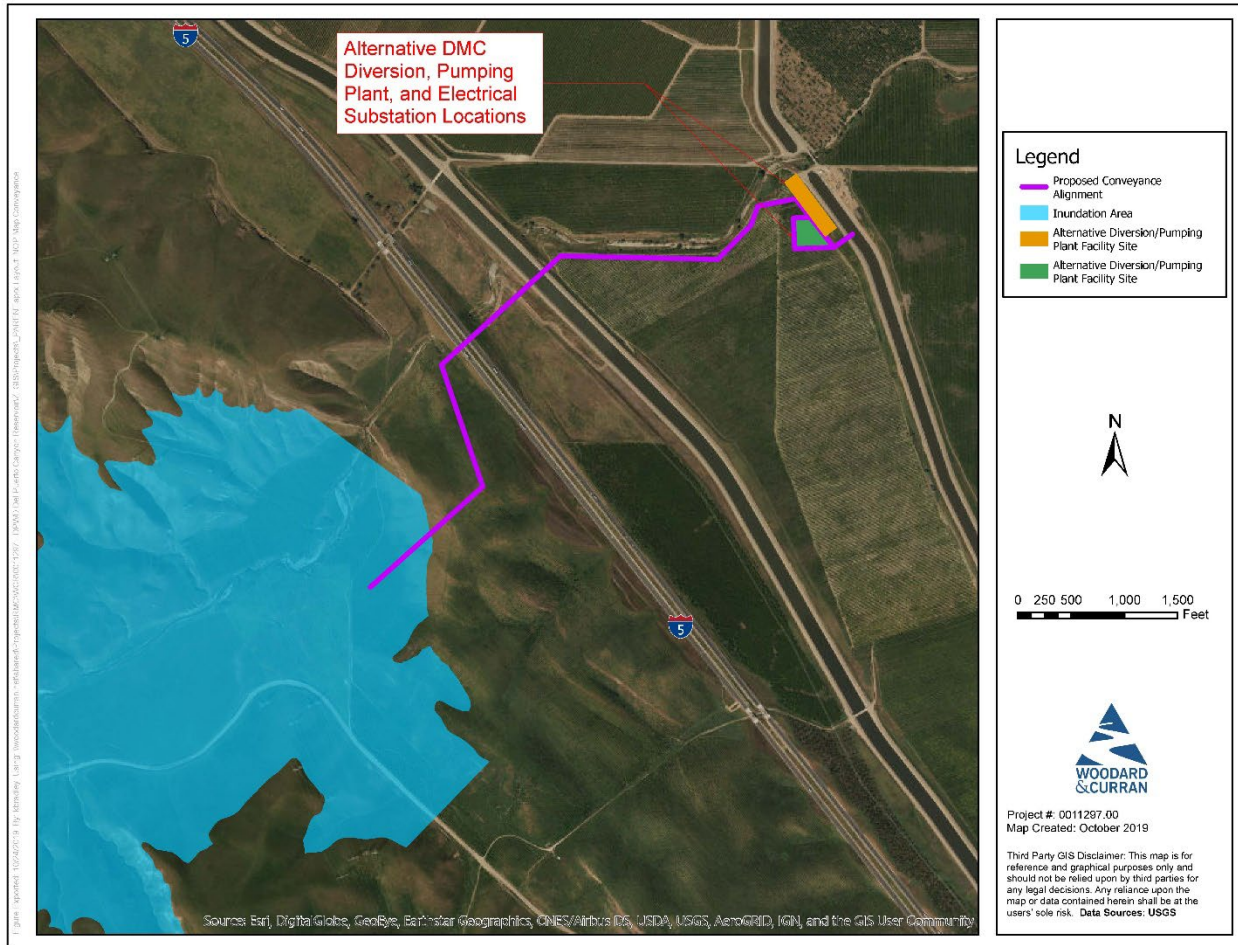 5
Alternative DMC
Diversion, Pumping
Plant, and Electrical
Substation Locations
5
Source: Esri, DigitalGlobe, GeoEye, Earthstar Geographics, CNES/Airbus DS, USDA, USGS, AeroGRID, IGN, and the GIS User Community
Legend
Proposed Conveyance
Alignment
Inundation Area
Alternative Diversion/Pumping
Plant Facility Site
Alternative Diversion/Pumping
Plant Facility Site
N
0 250 500 1,000 1,500
Feet
WOODARD
&CURRAN
Project #: 0011297.00
Map Created: October 2019
Third Party GIS Disclaimer: This map is for
reference and graphical purposes only and
should not be relied upon by third parties for
any legal decisions. Any reliance upon the
map or data contained herein shall be at the
users' sole risk. Data Sources: USGS